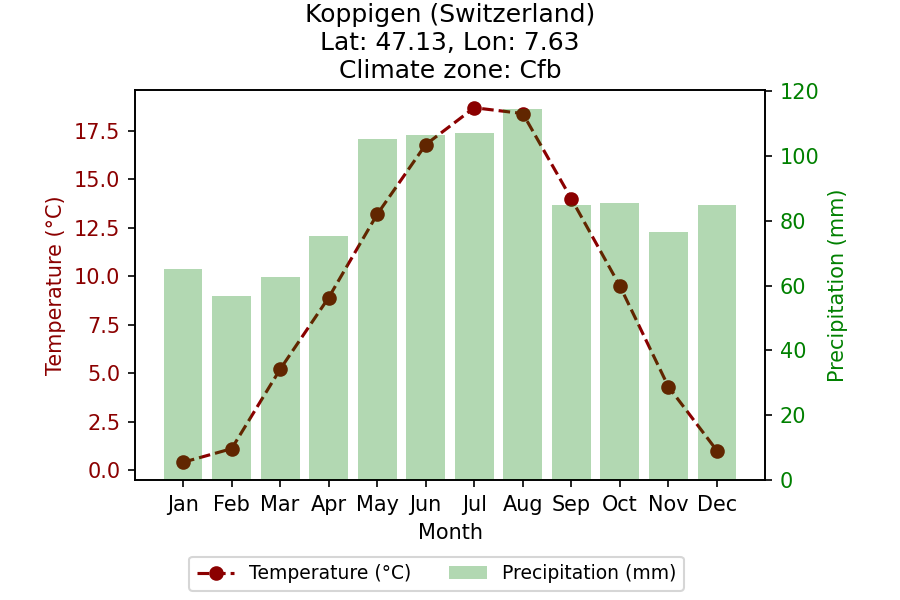 Koppigen (Switzerland)
Lat: 47.13, Lon: 7.63
Climate zone: Cfb
Temperature (°C)
17.5
15.0
12.5
10.0
7.5
5.0
2.5
0.0
120
100
80
60
40
20
0
Precipitation (mm)
Jan Feb Mar Apr May Jun Jul Aug Sep Oct Nov Dec
Month
Temperature (°C) Precipitation (mm)